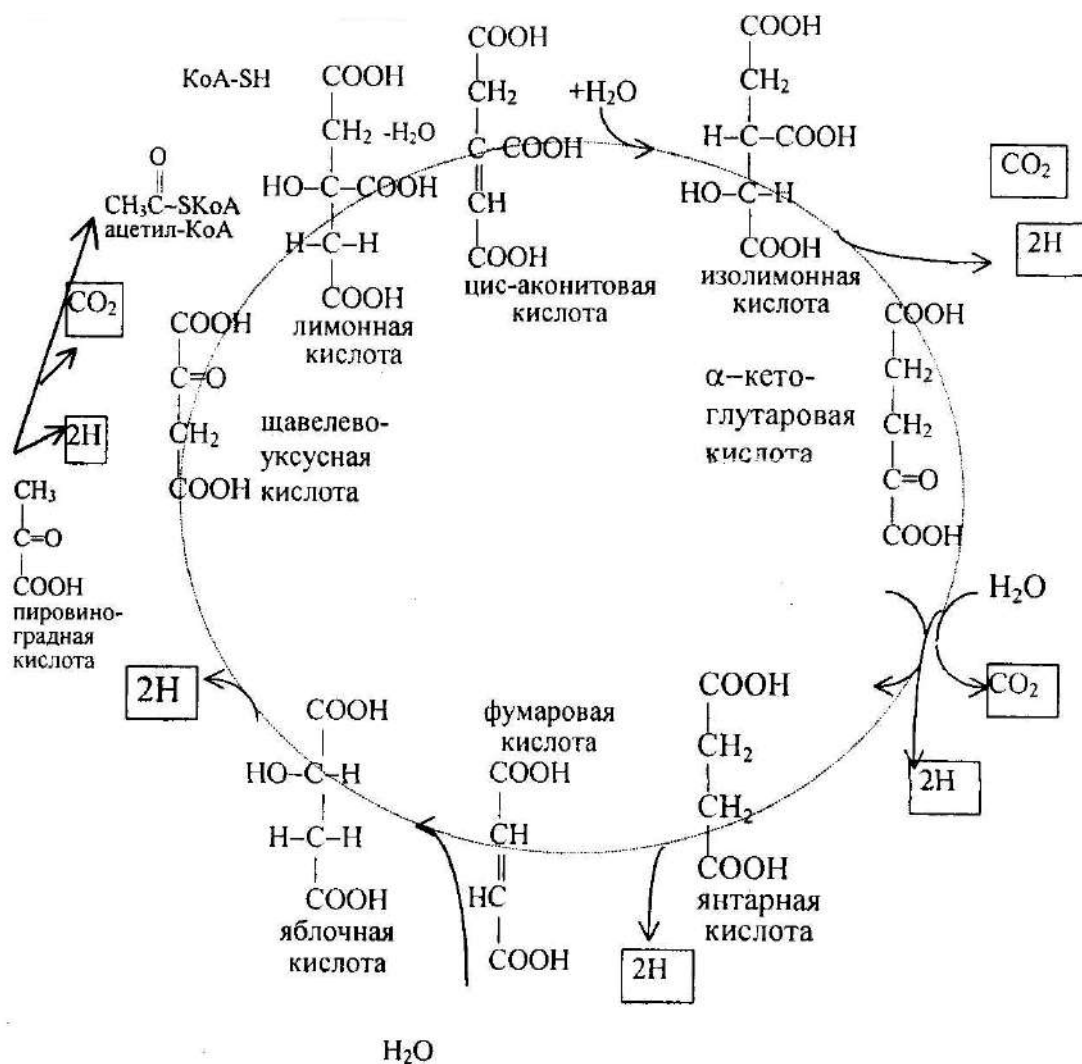 КоА-SH
COOH
CH₂
-H₂O
HO-C-COOH
H-C-H
COOH
лимонная
кислота
COOH
CH₂
C-COOH
CH
COOH
цис-аконитовая
кислота
+H₂O
COOH
CH₂
H-C-COOH
HO-C-H
COOH
изолимонная
кислота
CO₂
2H
O
CH₃C~SKoA
ацетил-КоА
CO₂
2H
CH₃
C=O
COOH
пировино-
градная
кислота
COOH
C=O
CH₂
COOH
щавелево-
уксусная
кислота
α-кето-
глутаровая
кислота
COOH
CH₂
CH₂
C=O
COOH
H₂O
CO₂
2H
COOH
CH₂
CH₂
COOH
янтарная
кислота
2H
фумаровая
кислота
COOH
CH
HC
COOH
2H
COOH
HO-C-H
H-C-H
COOH
яблочная
кислота
H₂O